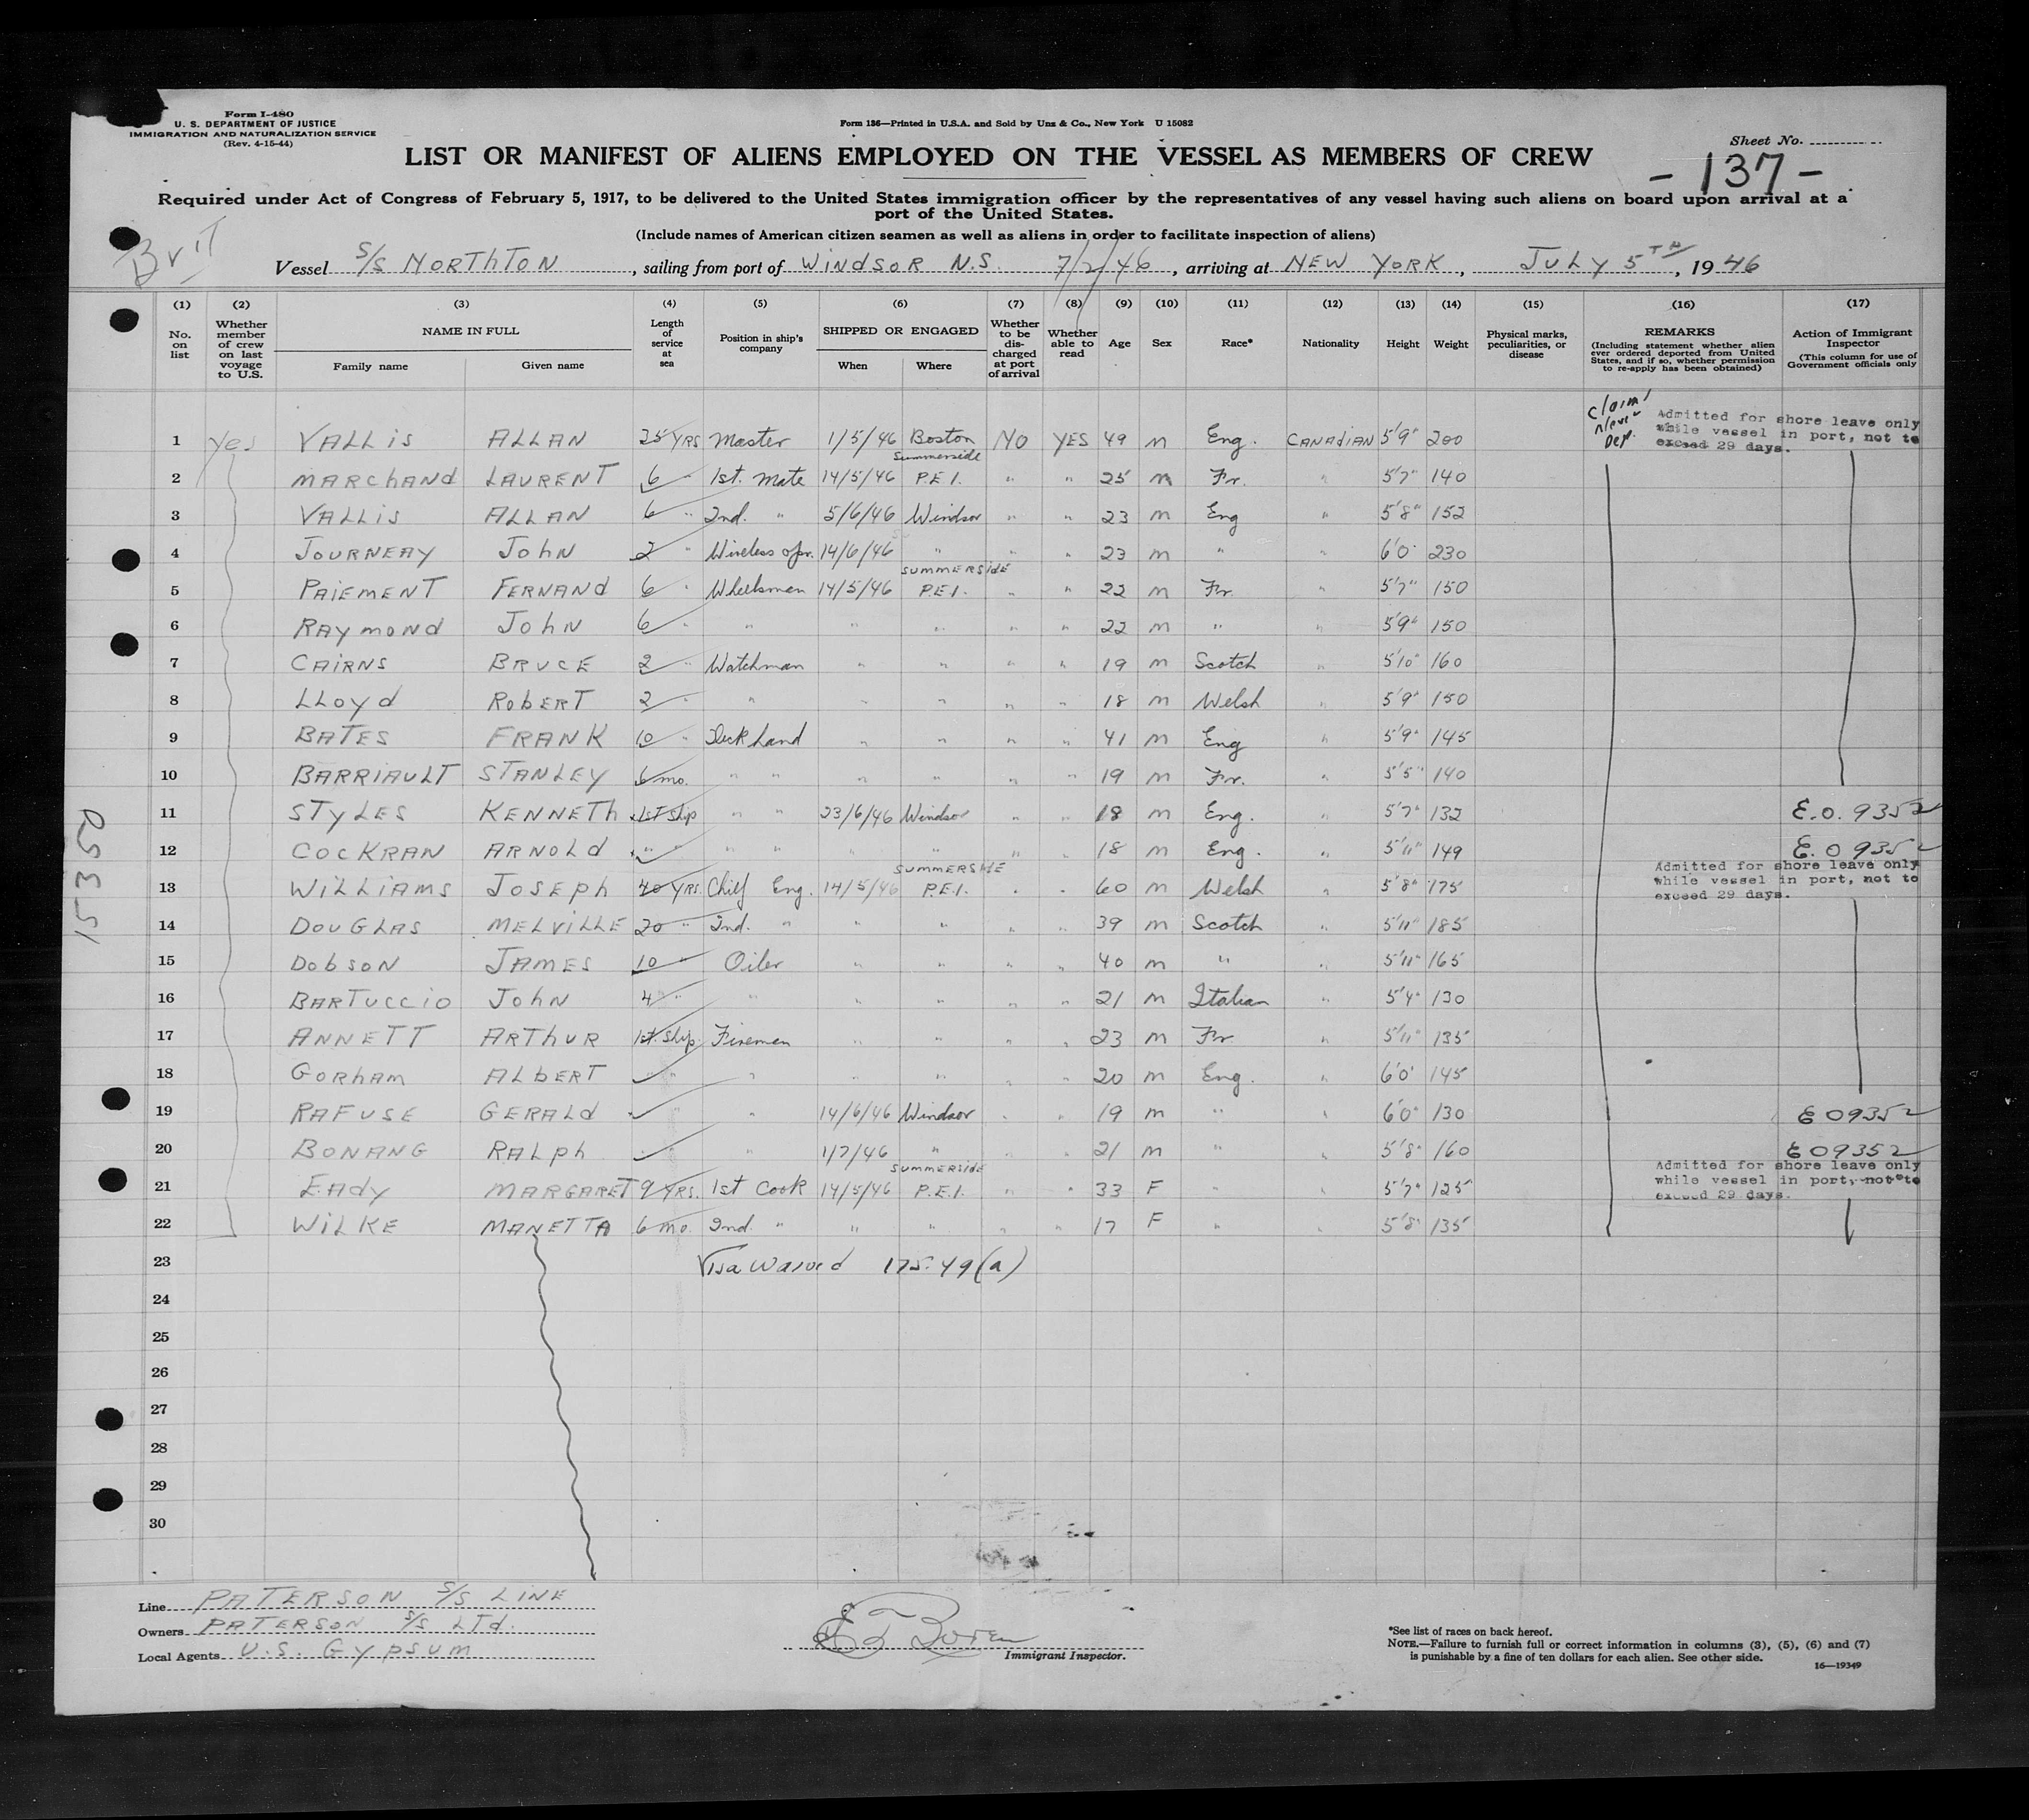 Form I-480
U. S. DEPARTMENT OF JUSTICE
IMMIGRATION AND NATURALIZATION SERVICE
(Rev. 4-15-44)
Form 136—Printed in U.S.A. and Sold by Unz & Co., New York U 15082
Sheet No.
LIST OR MANIFEST OF ALIENS EMPLOYED ON THE VESSEL AS MEMBERS OF CREW
- 137 -
Required under Act of Congress of February 5, 1917, to be delivered to the United States immigration officer by the representatives of any vessel having such aliens on board upon arrival at a
port of the United States.
(Include names of American citizen seamen as well as aliens in order to facilitate inspection of aliens)
Brit
Vessel S/S NORTHTON, sailing from port of WINDSOR N.S. 7/2/46, arriving at NEW YORK, JULY 5TH, 1946
(1) No. on list (2) Whether member of crew on last voyage to U.S. (3) NAME IN FULL Family name Given name (4) Length of service at sea (5) Position in ship's company (6) SHIPPED OR ENGAGED When Where (7) Whether to be discharged at port of arrival (8) Whether able to read (9) Age (10) Sex (11) Race* (12) Nationality (13) Height (14) Weight (15) Physical marks, peculiarities, or disease (16) REMARKS (Including statement whether alien ever ordered deported from United States, and if so, whether permission to re-apply has been obtained) (17) Action of Immigrant Inspector (This column for use of Government officials only)
1 yes VALLIS ALLAN 25 YRS Master 1/5/46 Boston NO YES 49 M Eng. CANADIAN 5'9" 200 Claims never Dep. Admitted for shore leave only while vessel in port, not to exceed 29 days.
2 MARCHAND LAURENT 6 " 1st. Mate 14/5/46 Summerside P.E.I. " " 25 M Fr. " 5'7" 140
3 VALLIS ALLAN 6 " 2nd. " 5/6/46 Windsor " " 23 M Eng " 5'8" 152
4 JOURNEAY JOHN 2 " Wireless opr. 14/6/46 " " " 23 M " " 6'0" 230
5 PAIEMENT FERNAND 6 " Wheelsman 14/5/46 SUMMERSIDE P.E.I. " " 22 M Fr. " 5'7" 150
6 RAYMOND JOHN 6 " " " " " " 22 M " " 5'9" 150
7 CAIRNS BRUCE 2 " Watchman " " " " 19 M Scotch " 5'10" 160
8 LLOYD ROBERT 2 " " " " " " 18 M Welsh " 5'9" 150
9 BATES FRANK 10 " Deck hand " " " " 41 M Eng " 5'9" 145
10 BARRIAULT STANLEY 6 mo. " " " " " " 19 M Fr. " 5'5" 140
11 STYLES KENNETH 1st Ship " " 23/6/46 Windsor " " 18 M Eng. " 5'7" 132 E.O. 9352
12 COCKRAN ARNOLD " " " " " " " " 18 M Eng. " 5'11" 149 E.O 9352
13 WILLIAMS JOSEPH 40 YRS. Chief Eng. 14/5/46 SUMMERSIDE P.E.I. " " 60 M Welsh " 5'8" 175 Admitted for shore leave only while vessel in port, not to exceed 29 days.
14 DOUGLAS MELVILLE 20 " 2nd. " " " " " 39 M Scotch " 5'11" 185
15 DOBSON JAMES 10 " Oiler " " " " 40 M " " 5'11" 165
16 BARTUCCIO JOHN 4 " " " " " " 21 M Italian " 5'4" 130
17 ANNETT ARTHUR 1st. Ship Fireman " " " " 23 M Fr " 5'11" 135
18 GORHAM ALBERT " " " " " " " 20 M Eng. " 6'0" 145
19 RAFUSE GERALD " 14/6/46 Windsor " " 19 M " " 6'0" 130 E O 9352
20 BONANG RALPH " 1/7/46 " " " 21 M " " 5'8" 160 E O 9352
21 EADY MARGARET 9 YRS. 1st Cook 14/5/46 SUMMERSIDE P.E.I. " " 33 F " " 5'7" 125 Admitted for shore leave only while vessel in port, not to exceed 29 days.
22 WILKE MANETTA 6 mo. 2nd. " " " " " 17 F " " 5'8" 135
23 Visa Waived 175.49(a)
24
25
26
27
28
29
30
15350
Line PATERSON S/S LINE
Owners PATERSON S/S LTD.
Local Agents U.S. GYPSUM
Immigrant Inspector.
*See list of races on back hereof.
NOTE.—Failure to furnish full or correct information in columns (3), (5), (6) and (7)
is punishable by a fine of ten dollars for each alien. See other side.
16—19349